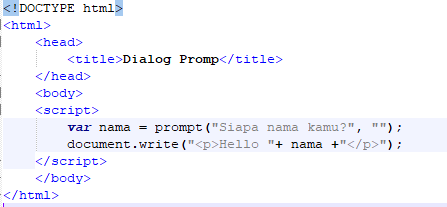 <!DOCTYPE html>
<html>
<head>
<title>Dialog Promp</title>
</head>
<body>
<script>
var nama = prompt("Siapa nama kamu?", "");
document.write("<p>Hello "+ nama +"</p>");
</script>
</body>
</html>